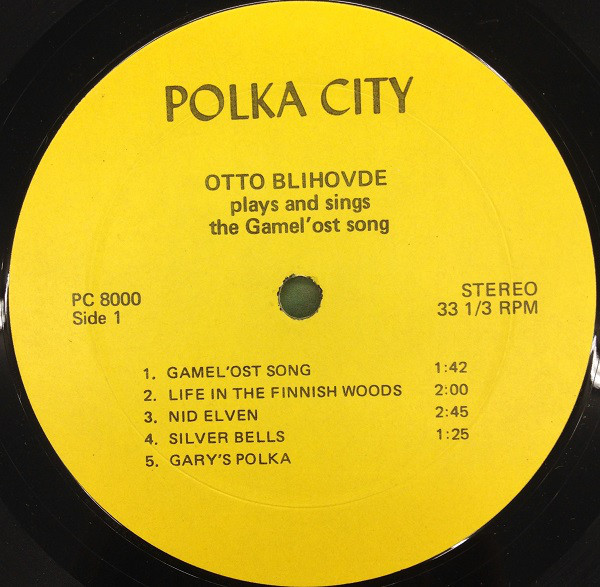 POLKA CITY
OTTO BLIHOVDE
plays and sings
the Gamel'ost song
PC 8000
Side 1
STEREO
33 1/3 RPM
1. GAMEL'OST SONG 1:42
2. LIFE IN THE FINNISH WOODS 2:00
3. NID ELVEN 2:45
4. SILVER BELLS 1:25
5. GARY'S POLKA